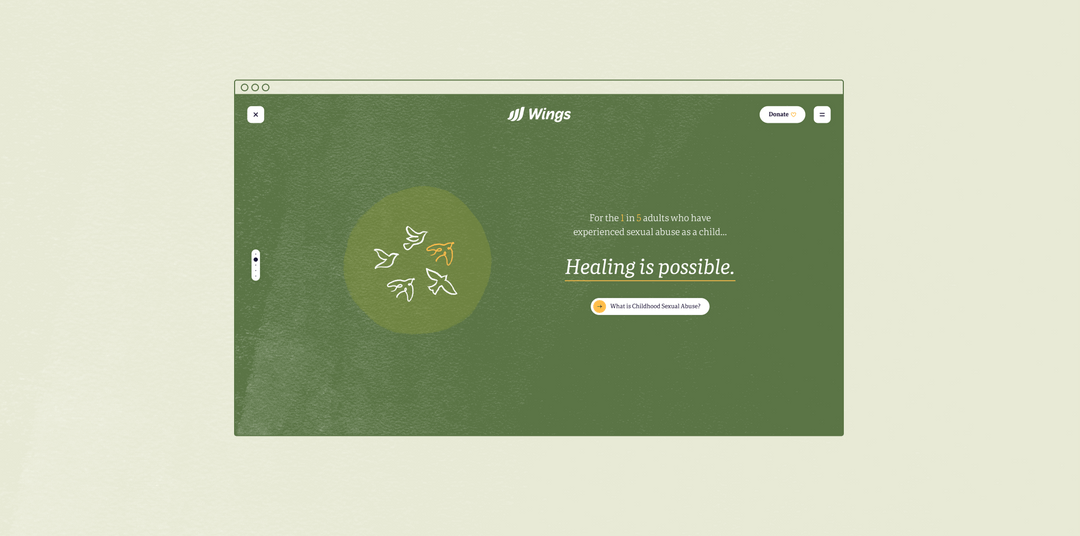 Wings
Donate
For the 1 in 5 adults who have
experienced sexual abuse as a child...
Healing is possible.
What is Childhood Sexual Abuse?